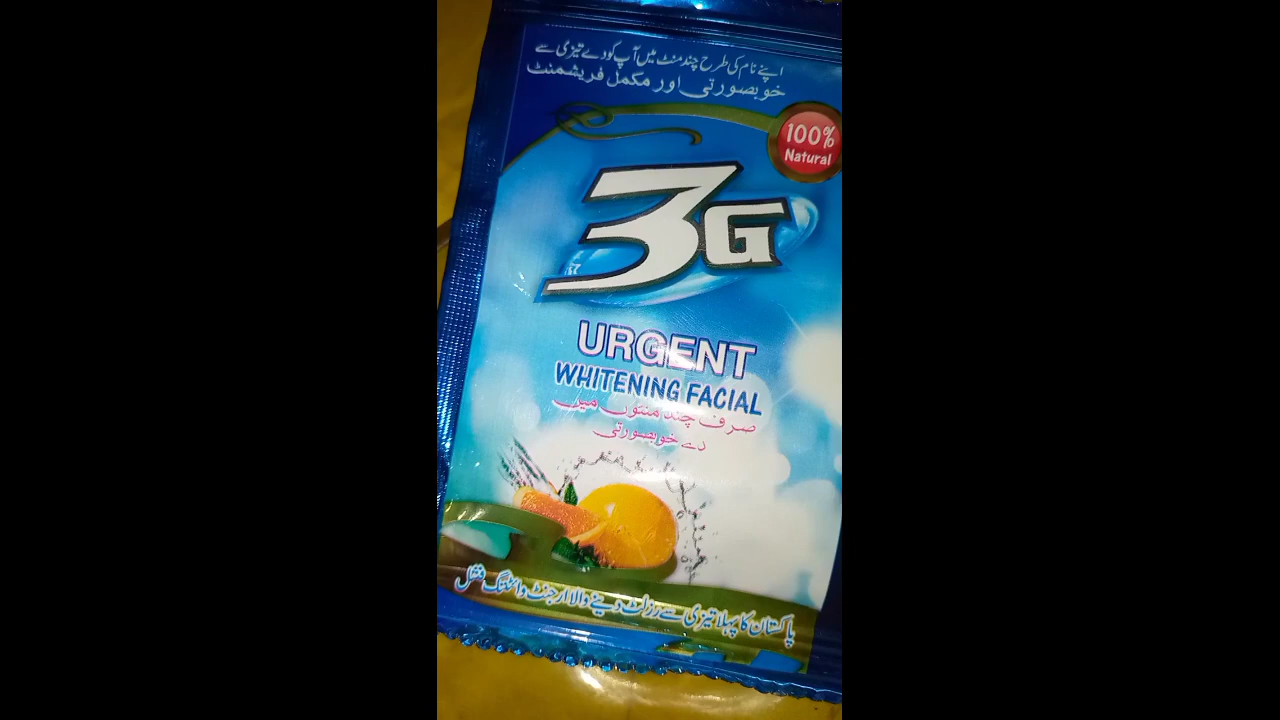 اپنے نام کی طرح چند منٹ میں آپ کو دے تیزی سے
خوبصورتی اور مکمل فریشمنٹ
100%
Natural
3G
URGENT
WHITENING FACIAL
صرف چند منٹوں میں
دے خوبصورتی
پاکستان کا پہلا تیزی سے رزلٹ دینے والا ارجنٹ وائٹننگ فیشل